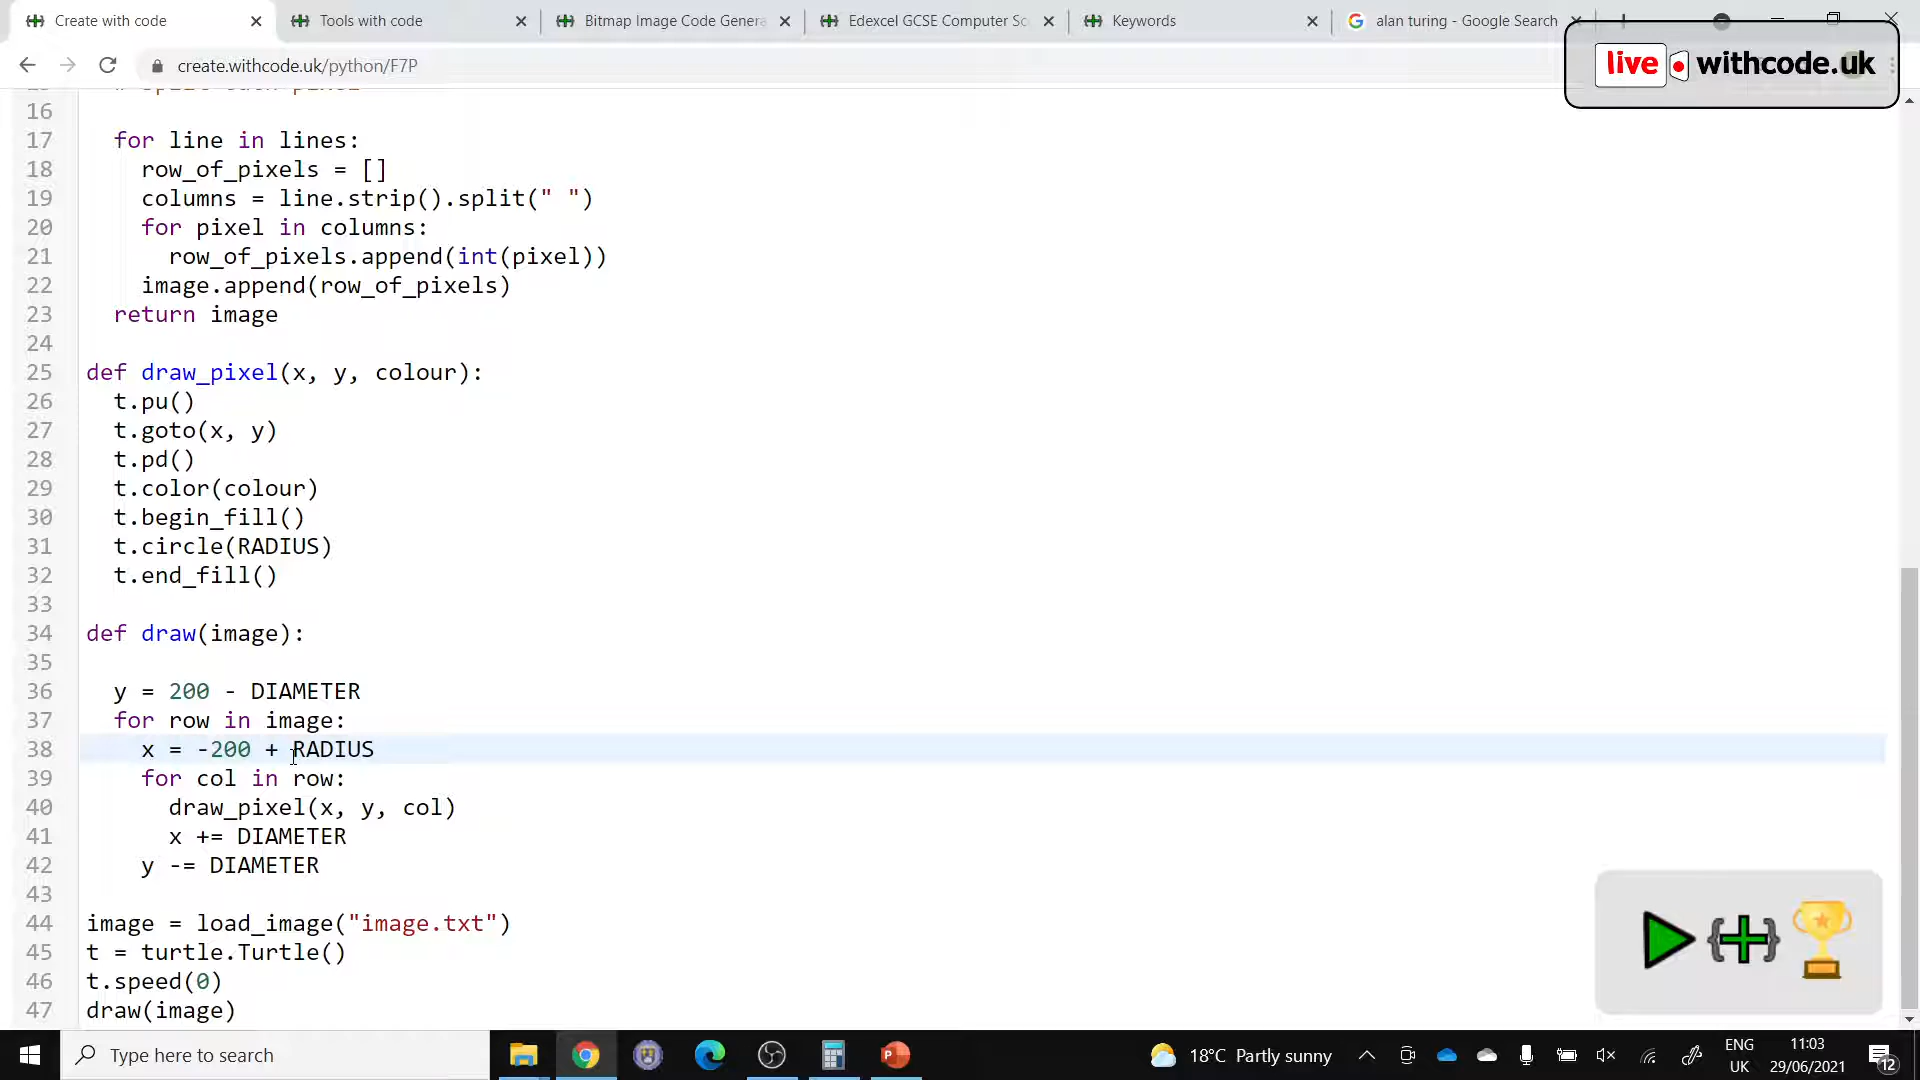 Create with code
Tools with code
Bitmap Image Code Genera
Edexcel GCSE Computer Sc
Keywords
alan turing - Google Search
create.withcode.uk/python/F7P
live withcode.uk
16
17 for line in lines:
18 row_of_pixels = []
19 columns = line.strip().split(" ")
20 for pixel in columns:
21 row_of_pixels.append(int(pixel))
22 image.append(row_of_pixels)
23 return image
24
25 def draw_pixel(x, y, colour):
26 t.pu()
27 t.goto(x, y)
28 t.pd()
29 t.color(colour)
30 t.begin_fill()
31 t.circle(RADIUS)
32 t.end_fill()
33
34 def draw(image):
35
36 y = 200 - DIAMETER
37 for row in image:
38 x = -200 + RADIUS
39 for col in row:
40 draw_pixel(x, y, col)
41 x += DIAMETER
42 y -= DIAMETER
43
44 image = load_image("image.txt")
45 t = turtle.Turtle()
46 t.speed(0)
47 draw(image)
Type here to search
18°C Partly sunny
ENG
UK
11:03
29/06/2021
12